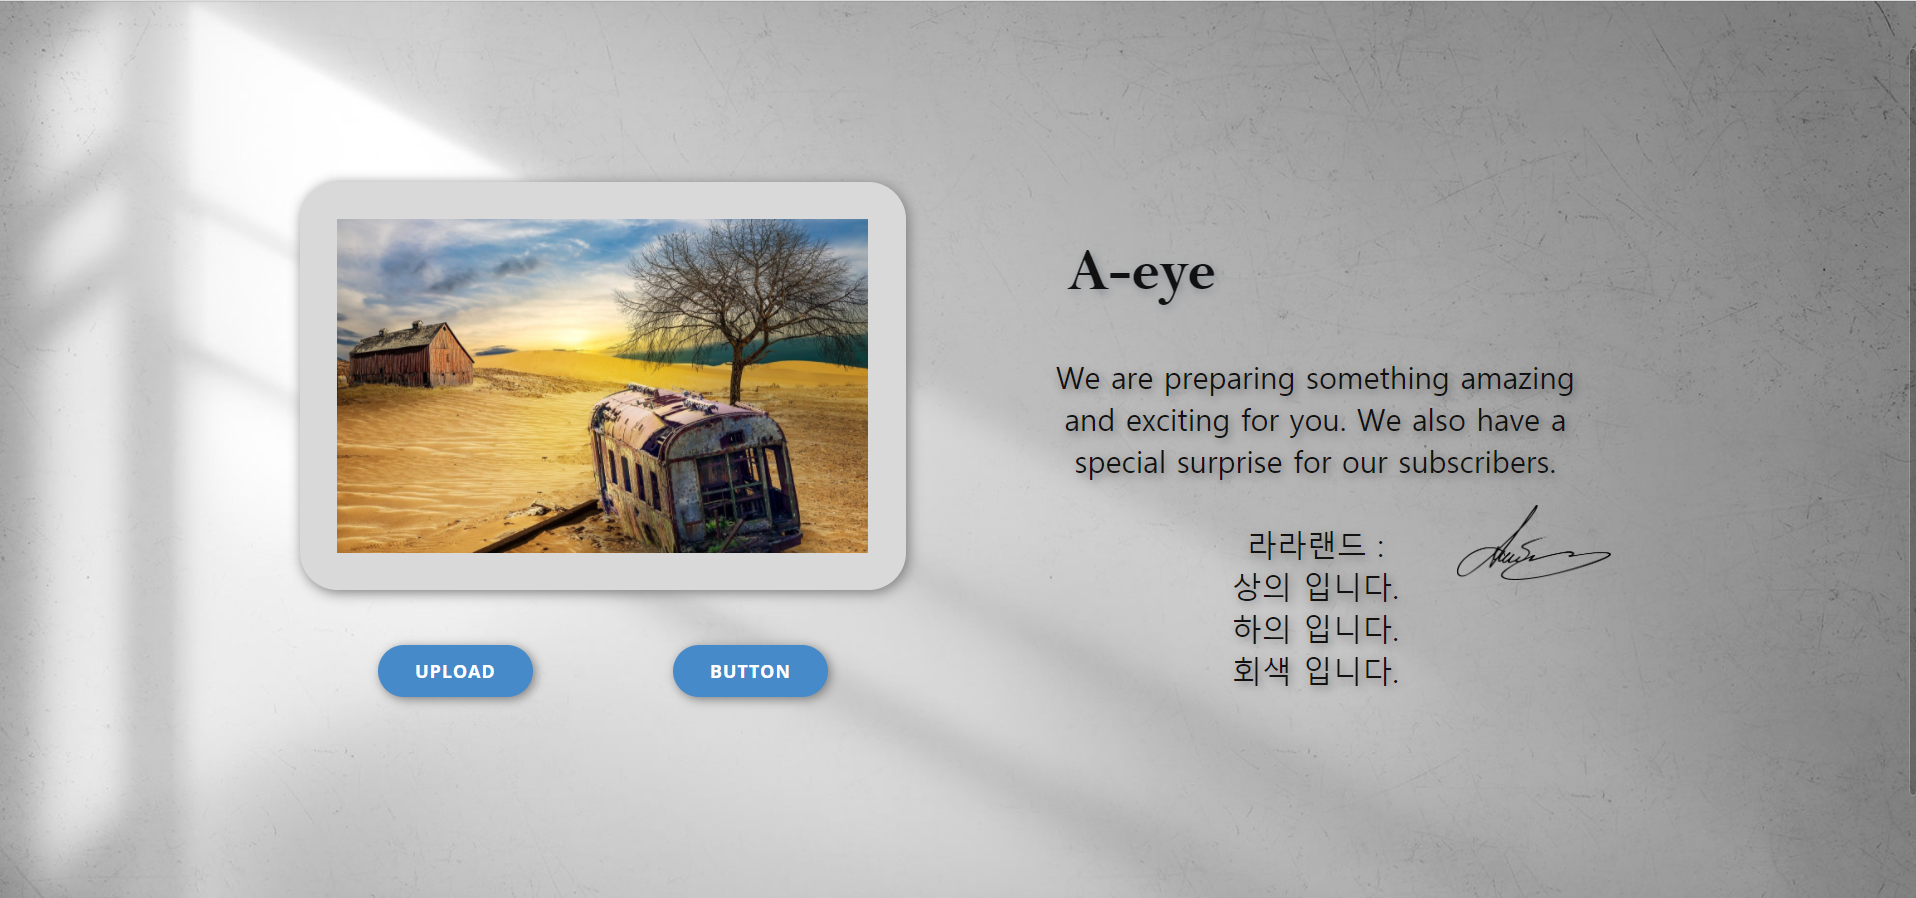 A-eye
We are preparing something amazing
and exciting for you. We also have a
special surprise for our subscribers.
라라랜드 :
상의 입니다.
하의 입니다.
회색 입니다.
UPLOAD
BUTTON